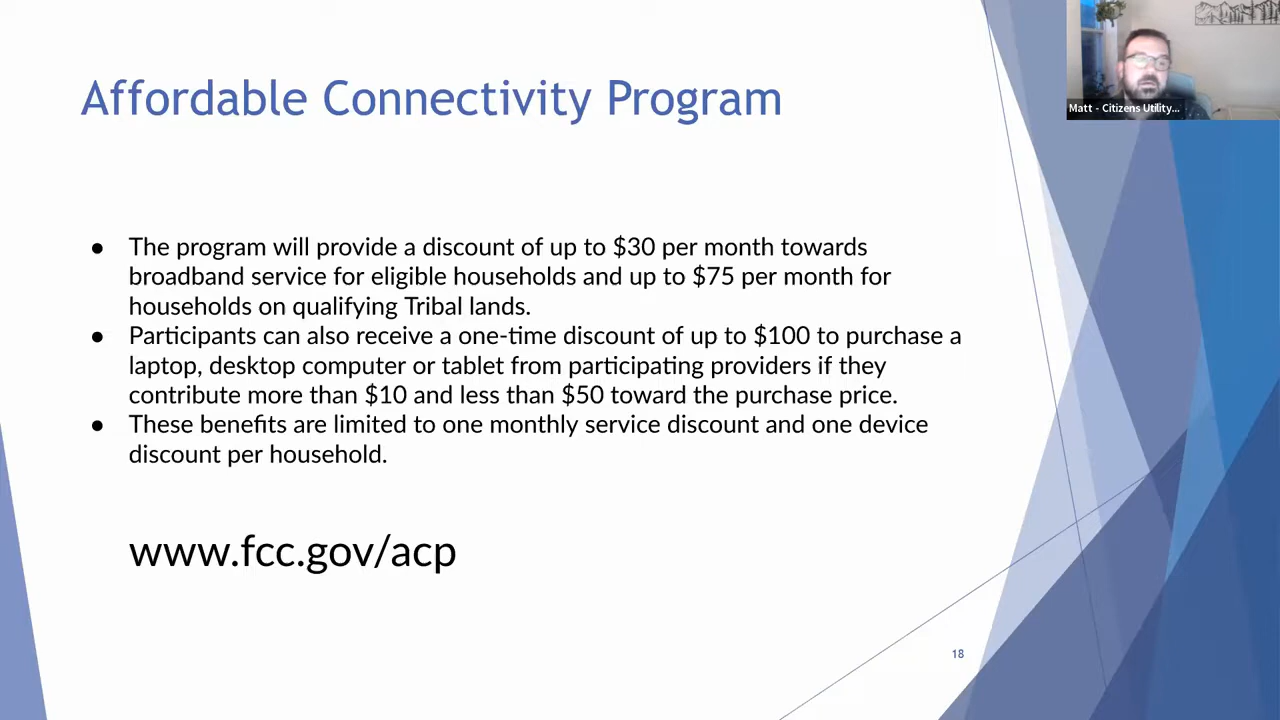 Affordable Connectivity Program
Matt - Citizens Utility...
● The program will provide a discount of up to $30 per month towards
broadband service for eligible households and up to $75 per month for
households on qualifying Tribal lands.
● Participants can also receive a one-time discount of up to $100 to purchase a
laptop, desktop computer or tablet from participating providers if they
contribute more than $10 and less than $50 toward the purchase price.
● These benefits are limited to one monthly service discount and one device
discount per household.
www.fcc.gov/acp
18